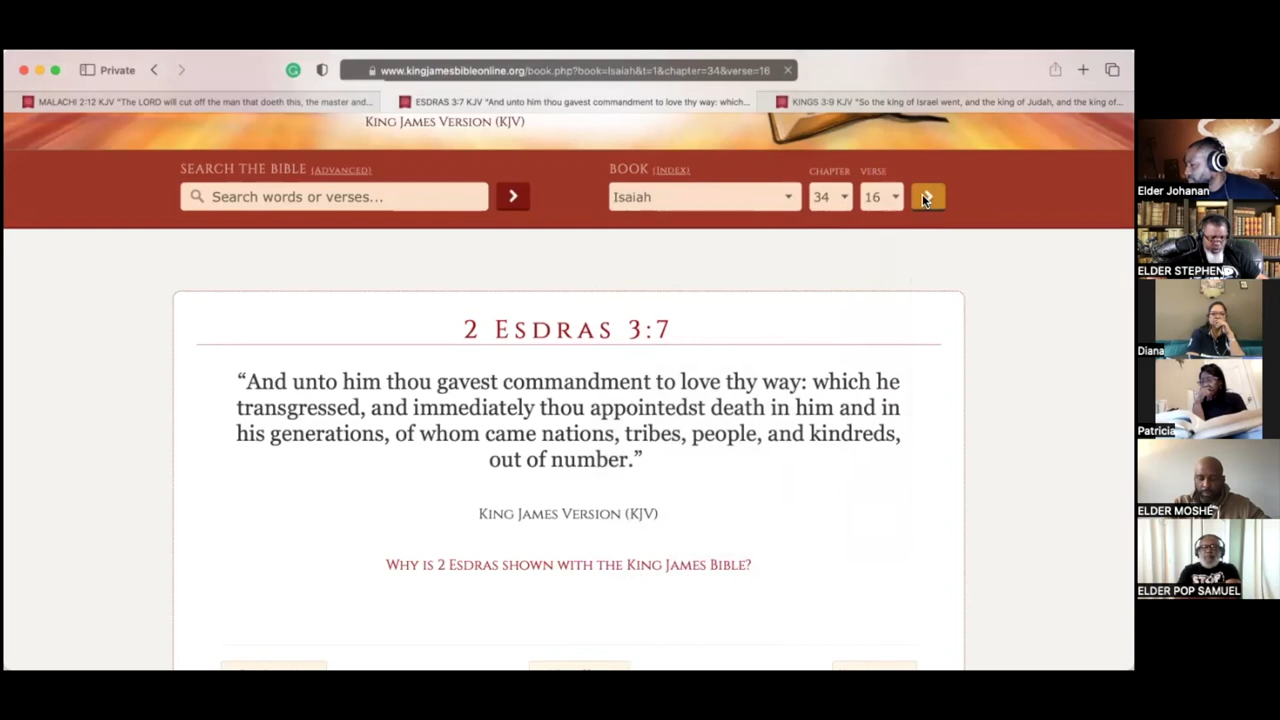 Private
www.kingjamesbibleonline.org/book.php?book=Isaiah&t=1&chapter=34&verse=16
MALACHI 2:12 KJV "The LORD will cut off the man that doeth this, the master and...
ESDRAS 3:7 KJV "And unto him thou gavest commandment to love thy way: which...
KINGS 3:9 KJV "So the king of Israel went, and the king of Judah, and the king of...
KING JAMES VERSION (KJV)
SEARCH THE BIBLE (ADVANCED)
BOOK (INDEX)
CHAPTER
VERSE
Search words or verses...
Isaiah
34
16
2 ESDRAS 3:7
“And unto him thou gavest commandment to love thy way: which he
transgressed, and immediately thou appointedst death in him and in
his generations, of whom came nations, tribes, people, and kindreds,
out of number.”
KING JAMES VERSION (KJV)
WHY IS 2 ESDRAS SHOWN WITH THE KING JAMES BIBLE?
Elder Johanan
ELDER STEPHEN
Diana
Patricia
ELDER MOSHE
ELDER POP SAMUEL